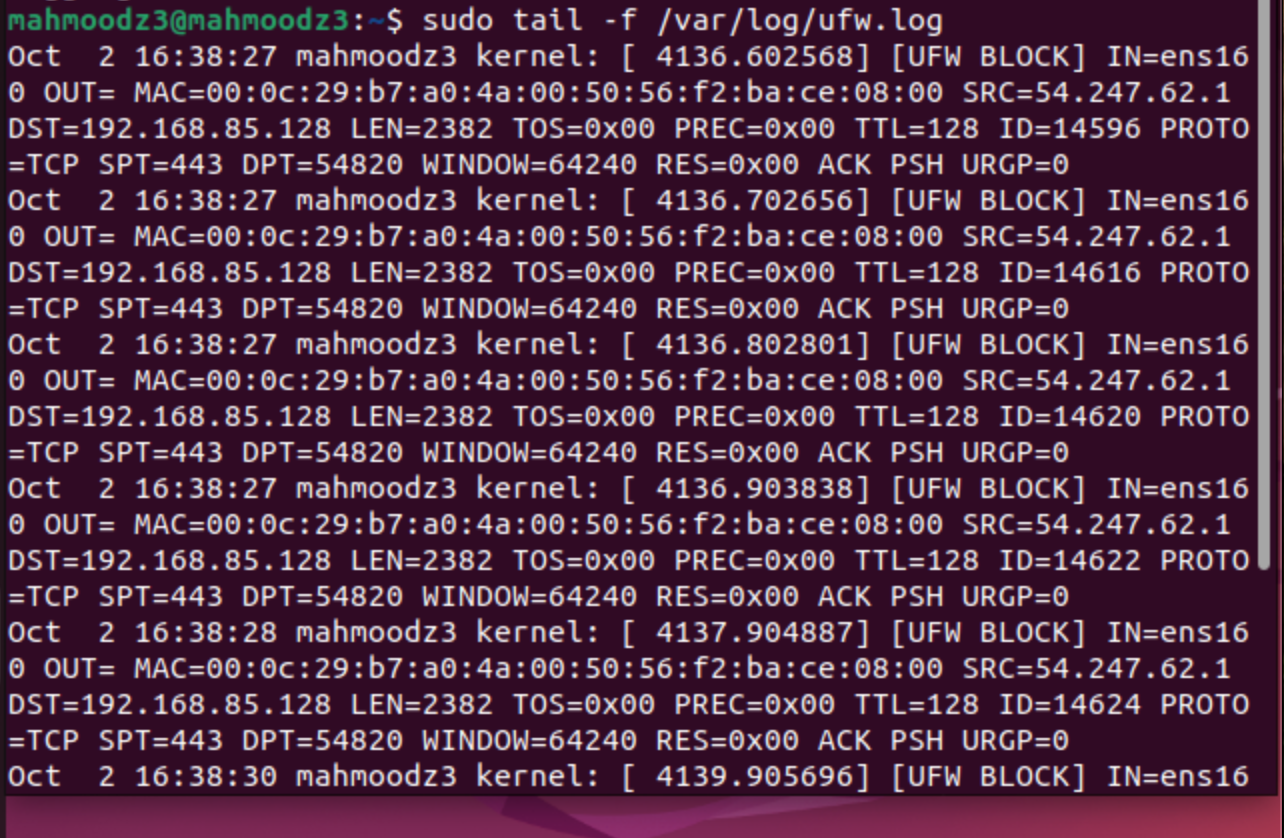 mahmoodz3@mahmoodz3:~$ sudo tail -f /var/log/ufw.log
Oct  2 16:38:27 mahmoodz3 kernel: [ 4136.602568] [UFW BLOCK] IN=ens16
0 OUT= MAC=00:0c:29:b7:a0:4a:00:50:56:f2:ba:ce:08:00 SRC=54.247.62.1
DST=192.168.85.128 LEN=2382 TOS=0x00 PREC=0x00 TTL=128 ID=14596 PROTO
=TCP SPT=443 DPT=54820 WINDOW=64240 RES=0x00 ACK PSH URGP=0
Oct  2 16:38:27 mahmoodz3 kernel: [ 4136.702656] [UFW BLOCK] IN=ens16
0 OUT= MAC=00:0c:29:b7:a0:4a:00:50:56:f2:ba:ce:08:00 SRC=54.247.62.1
DST=192.168.85.128 LEN=2382 TOS=0x00 PREC=0x00 TTL=128 ID=14616 PROTO
=TCP SPT=443 DPT=54820 WINDOW=64240 RES=0x00 ACK PSH URGP=0
Oct  2 16:38:27 mahmoodz3 kernel: [ 4136.802801] [UFW BLOCK] IN=ens16
0 OUT= MAC=00:0c:29:b7:a0:4a:00:50:56:f2:ba:ce:08:00 SRC=54.247.62.1
DST=192.168.85.128 LEN=2382 TOS=0x00 PREC=0x00 TTL=128 ID=14620 PROTO
=TCP SPT=443 DPT=54820 WINDOW=64240 RES=0x00 ACK PSH URGP=0
Oct  2 16:38:27 mahmoodz3 kernel: [ 4136.903838] [UFW BLOCK] IN=ens16
0 OUT= MAC=00:0c:29:b7:a0:4a:00:50:56:f2:ba:ce:08:00 SRC=54.247.62.1
DST=192.168.85.128 LEN=2382 TOS=0x00 PREC=0x00 TTL=128 ID=14622 PROTO
=TCP SPT=443 DPT=54820 WINDOW=64240 RES=0x00 ACK PSH URGP=0
Oct  2 16:38:28 mahmoodz3 kernel: [ 4137.904887] [UFW BLOCK] IN=ens16
0 OUT= MAC=00:0c:29:b7:a0:4a:00:50:56:f2:ba:ce:08:00 SRC=54.247.62.1
DST=192.168.85.128 LEN=2382 TOS=0x00 PREC=0x00 TTL=128 ID=14624 PROTO
=TCP SPT=443 DPT=54820 WINDOW=64240 RES=0x00 ACK PSH URGP=0
Oct  2 16:38:30 mahmoodz3 kernel: [ 4139.905696] [UFW BLOCK] IN=ens16